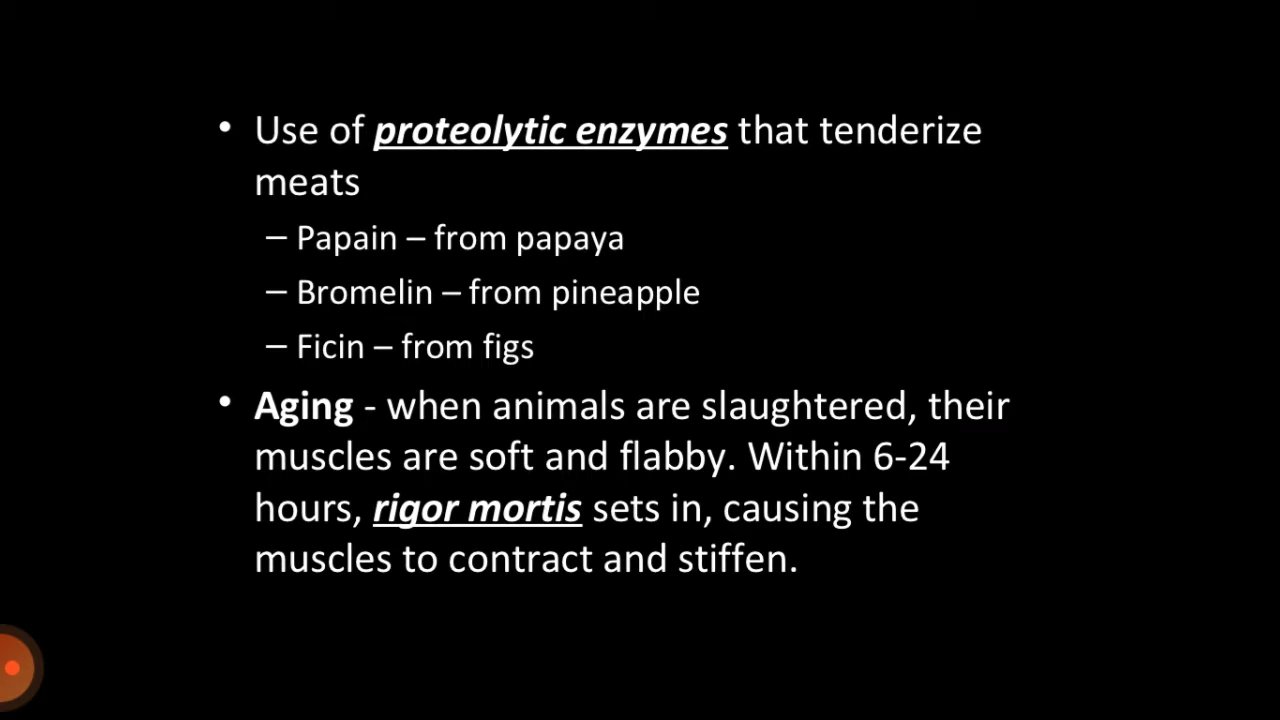 • Use of proteolytic enzymes that tenderize
meats
– Papain – from papaya
– Bromelin – from pineapple
– Ficin – from figs
• Aging - when animals are slaughtered, their
muscles are soft and flabby. Within 6-24
hours, rigor mortis sets in, causing the
muscles to contract and stiffen.